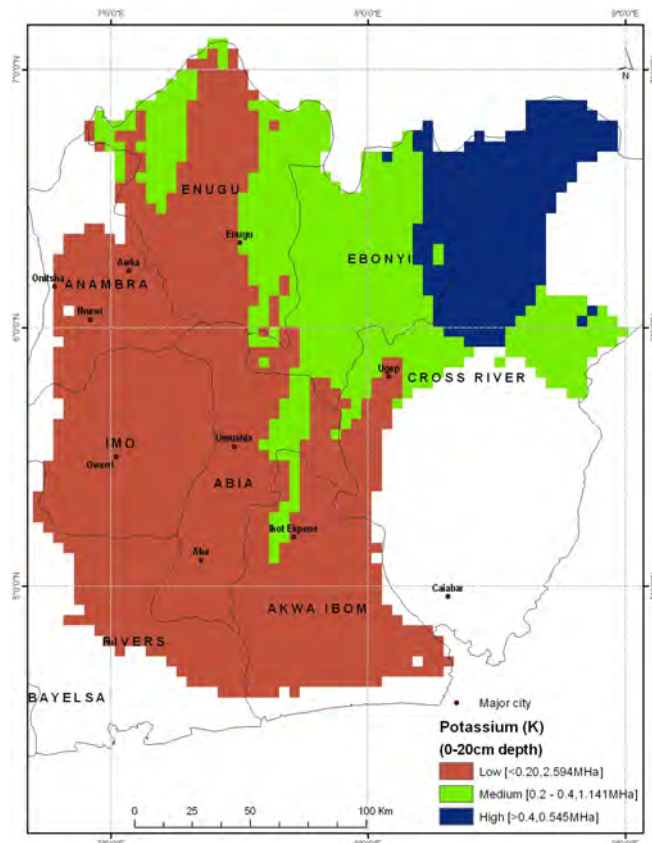 7°0'0"E 8°0'0"E 9°0'0"E
N
7°0'0"N
ENUGU
Enugu
EBONYI
Awka
Onitsha
ANAMBRA
Nnewi
6°0'0"N
Ugep
CROSS RIVER
IMO
Umuahia
Owerri
ABIA
Ikot Ekpene
Aba
5°0'0"N
Calabar
AKWA IBOM
RIVERS
BAYELSA
Major city
Potassium (K)
(0-20cm depth)
Low [<0.20,2.594MHa]
Medium [0.2 - 0.4,1.141MHa]
High [>0.4,0.545MHa]
0 25 50 100 Km